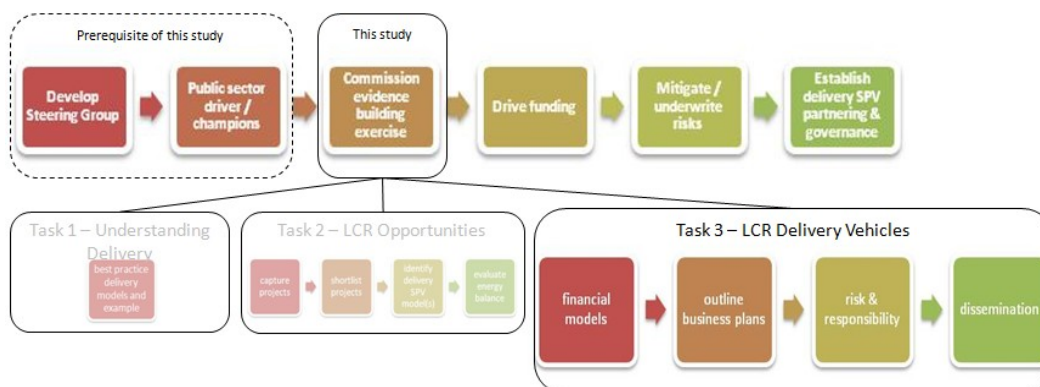 Prerequisite of this study
This study
Develop
Steering Group
Public sector
driver /
champions
Commission
evidence
building
exercise
Drive funding
Mitigate /
underwrite
risks
Establish
delivery SPV
partnering &
governance
Task 1 – Understanding
Delivery
best practice
delivery
models and
example
Task 2 – LCR Opportunities
capture
projects
shortlist
projects
identify
delivery
SPV
model(s)
evaluate
energy
balance
Task 3 – LCR Delivery Vehicles
financial
models
outline
business plans
risk &
responsibility
dissemination